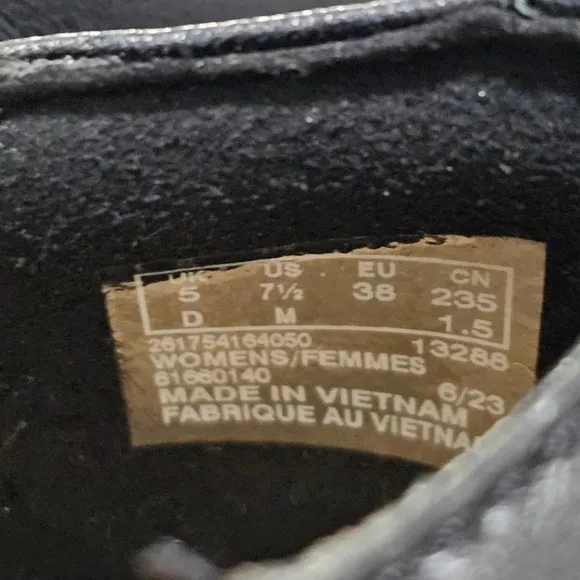 UK US EU CN
5 7½ 38 235
D M 1.5
261754164050 13288
WOMENS/FEMMES
61660140 6/23
MADE IN VIETNAM
FABRIQUE AU